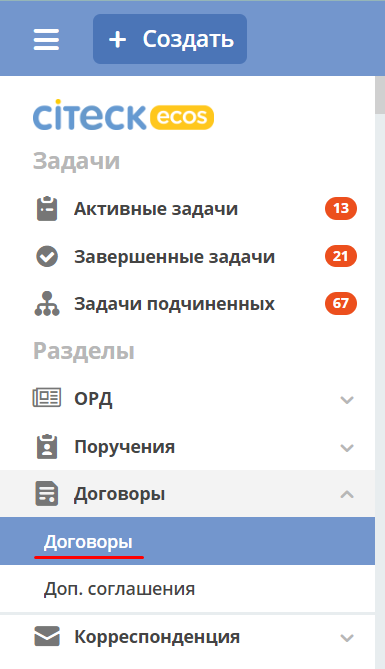 Создать
citeck ecos
Задачи
Активные задачи 13
Завершенные задачи 21
Задачи подчиненных 67
Разделы
ОРД
Поручения
Договоры
Договоры
Доп. соглашения
Корреспонденция